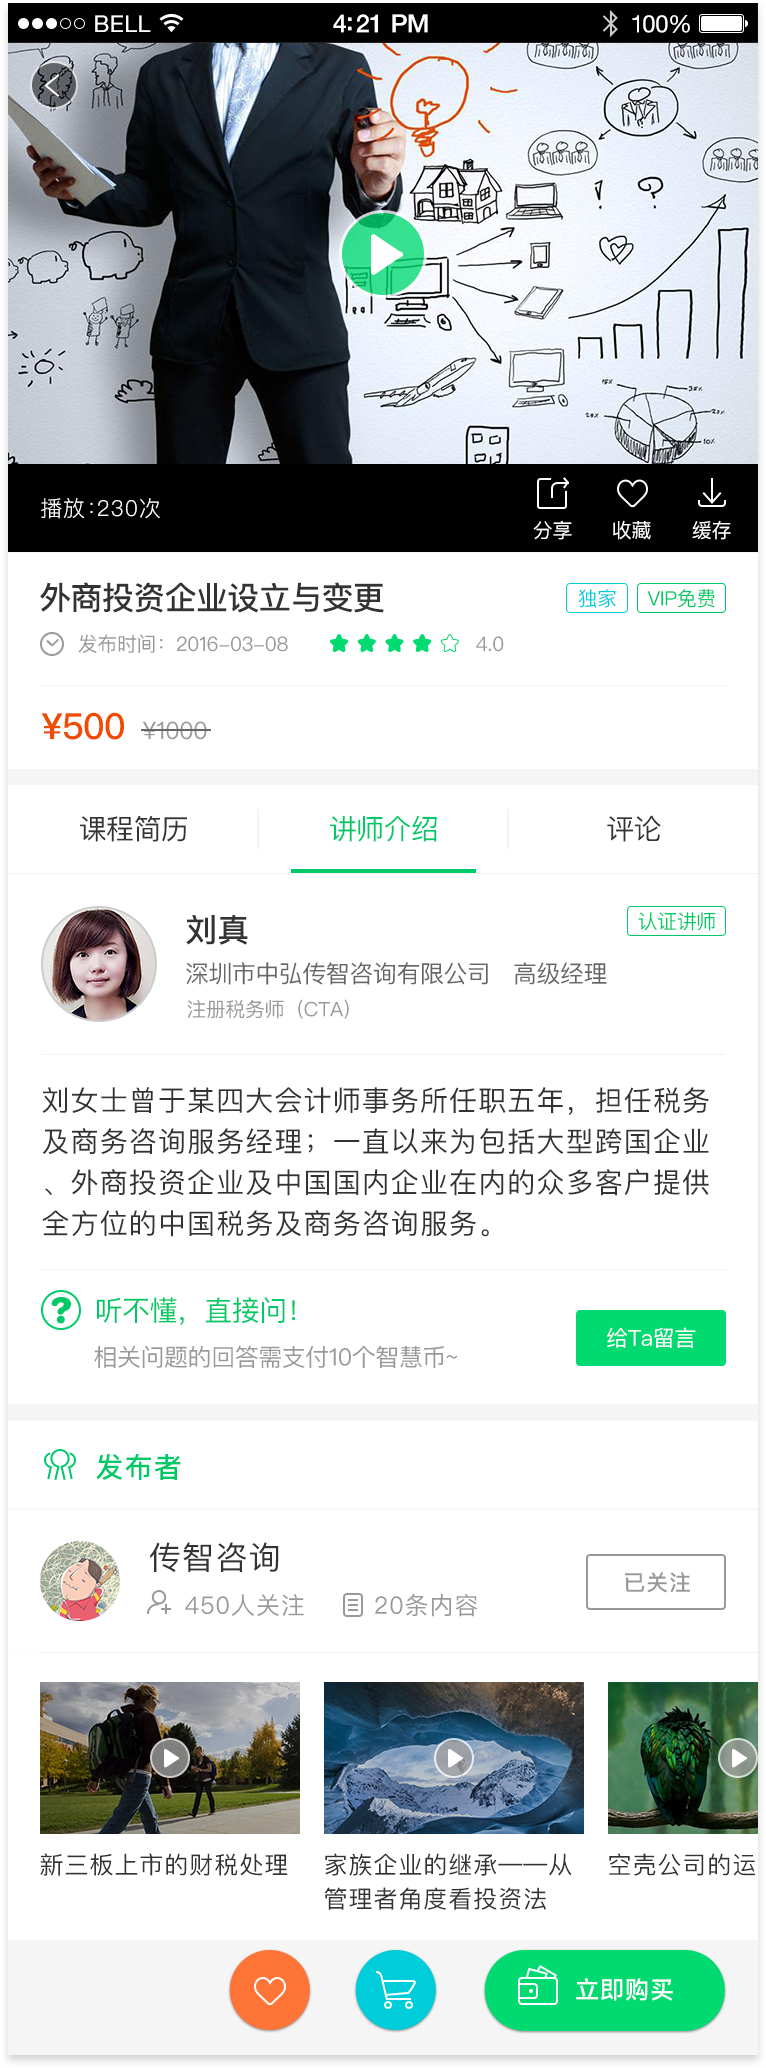 BELL 4:21 PM 100%
15% 35% 25% 20% 10%
播放:230次
分享 收藏 缓存
外商投资企业设立与变更 独家 VIP免费
发布时间：2016-03-08 4.0
¥500 ¥1000
课程简历 讲师介绍 评论
刘真 认证讲师
深圳市中弘传智咨询有限公司 高级经理
注册税务师（CTA）
刘女士曾于某四大会计师事务所任职五年，担任税务
及商务咨询服务经理；一直以来为包括大型跨国企业
、外商投资企业及中国国内企业在内的众多客户提供
全方位的中国税务及商务咨询服务。
听不懂，直接问！
相关问题的回答需支付10个智慧币~
给Ta留言
发布者
传智咨询
450人关注 20条内容
已关注
新三板上市的财税处理
家族企业的继承——从
管理者角度看投资法
空壳公司的运
立即购买